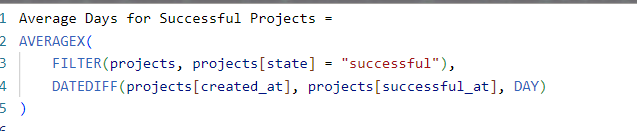 1 Average Days for Successful Projects =
2 AVERAGEX(
3 FILTER(projects, projects[state] = "successful"),
4 DATEDIFF(projects[created_at], projects[successful_at], DAY)
5 )
6